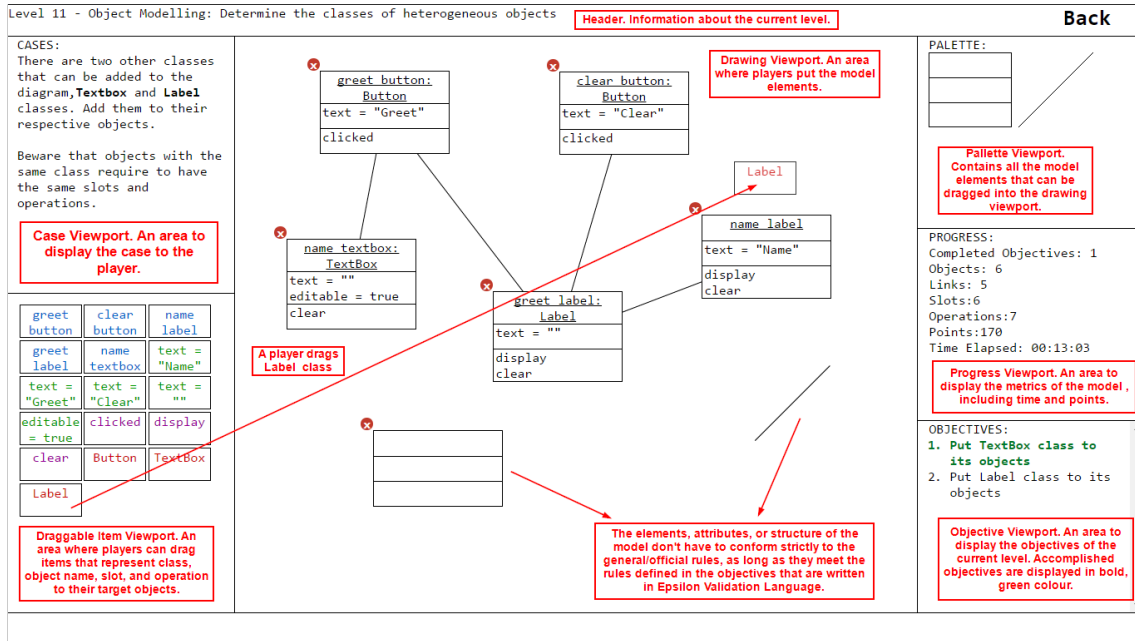 Level 11 - Object Modelling: Determine the classes of heterogeneous objects
Header. Information about the current level.
Back
CASES:
There are two other classes
that can be added to the
diagram,Textbox and Label
classes. Add them to their
respective objects.
Beware that objects with the
same class require to have
the same slots and
operations.
Case Viewport. An area to
display the case to the
player.
greet
button
clear
button
name
label
greet
label
name
textbox
text =
"Name"
text =
"Greet"
text =
"Clear"
text =
""
editable
= true
clicked
display
clear
Button
TextBox
Label
Draggable Item Viewport. An
area where players can drag
items that represent class,
object name, slot, and operation
to their target objects.
x
greet button:
Button
text = "Greet"
clicked
x
clear button:
Button
text = "Clear"
clicked
Drawing Viewport. An area
where players put the model
elements.
Label
x
name label
text = "Name"
display
clear
x
name textbox:
TextBox
text = ""
editable = true
clear
x
greet label:
Label
text = ""
display
clear
A player drags
Label class
x
The elements, attributes, or structure of the
model don't have to conform strictly to the
general/official rules, as long as they meet the
rules defined in the objectives that are written
in Epsilon Validation Language.
PALETTE:
Pallette Viewport.
Contains all the model
elements that can be
dragged into the drawing
viewport.
PROGRESS:
Completed Objectives: 1
Objects: 6
Links: 5
Slots:6
Operations:7
Points:170
Time Elapsed: 00:13:03
Progress Viewport. An area to
display the metrics of the model ,
including time and points.
OBJECTIVES:
1. Put TextBox class to
its objects
2. Put Label class to its
objects
Objective Viewport. An area to
display the objectives of the
current level. Accomplished
objectives are displayed in bold,
green colour.